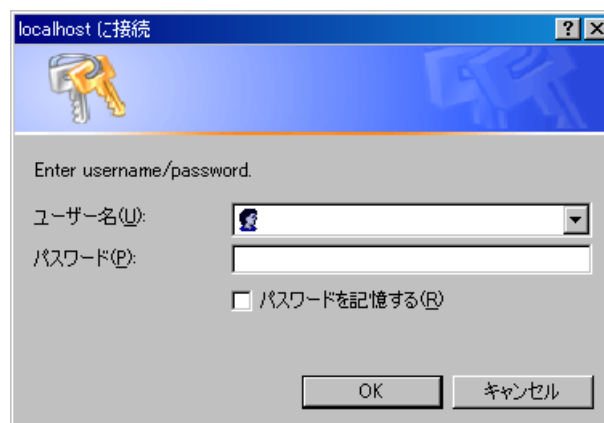 localhost に接続
Enter username/password.
ユーザー名(U):
パスワード(P):
パスワードを記憶する(R)
OK
キャンセル